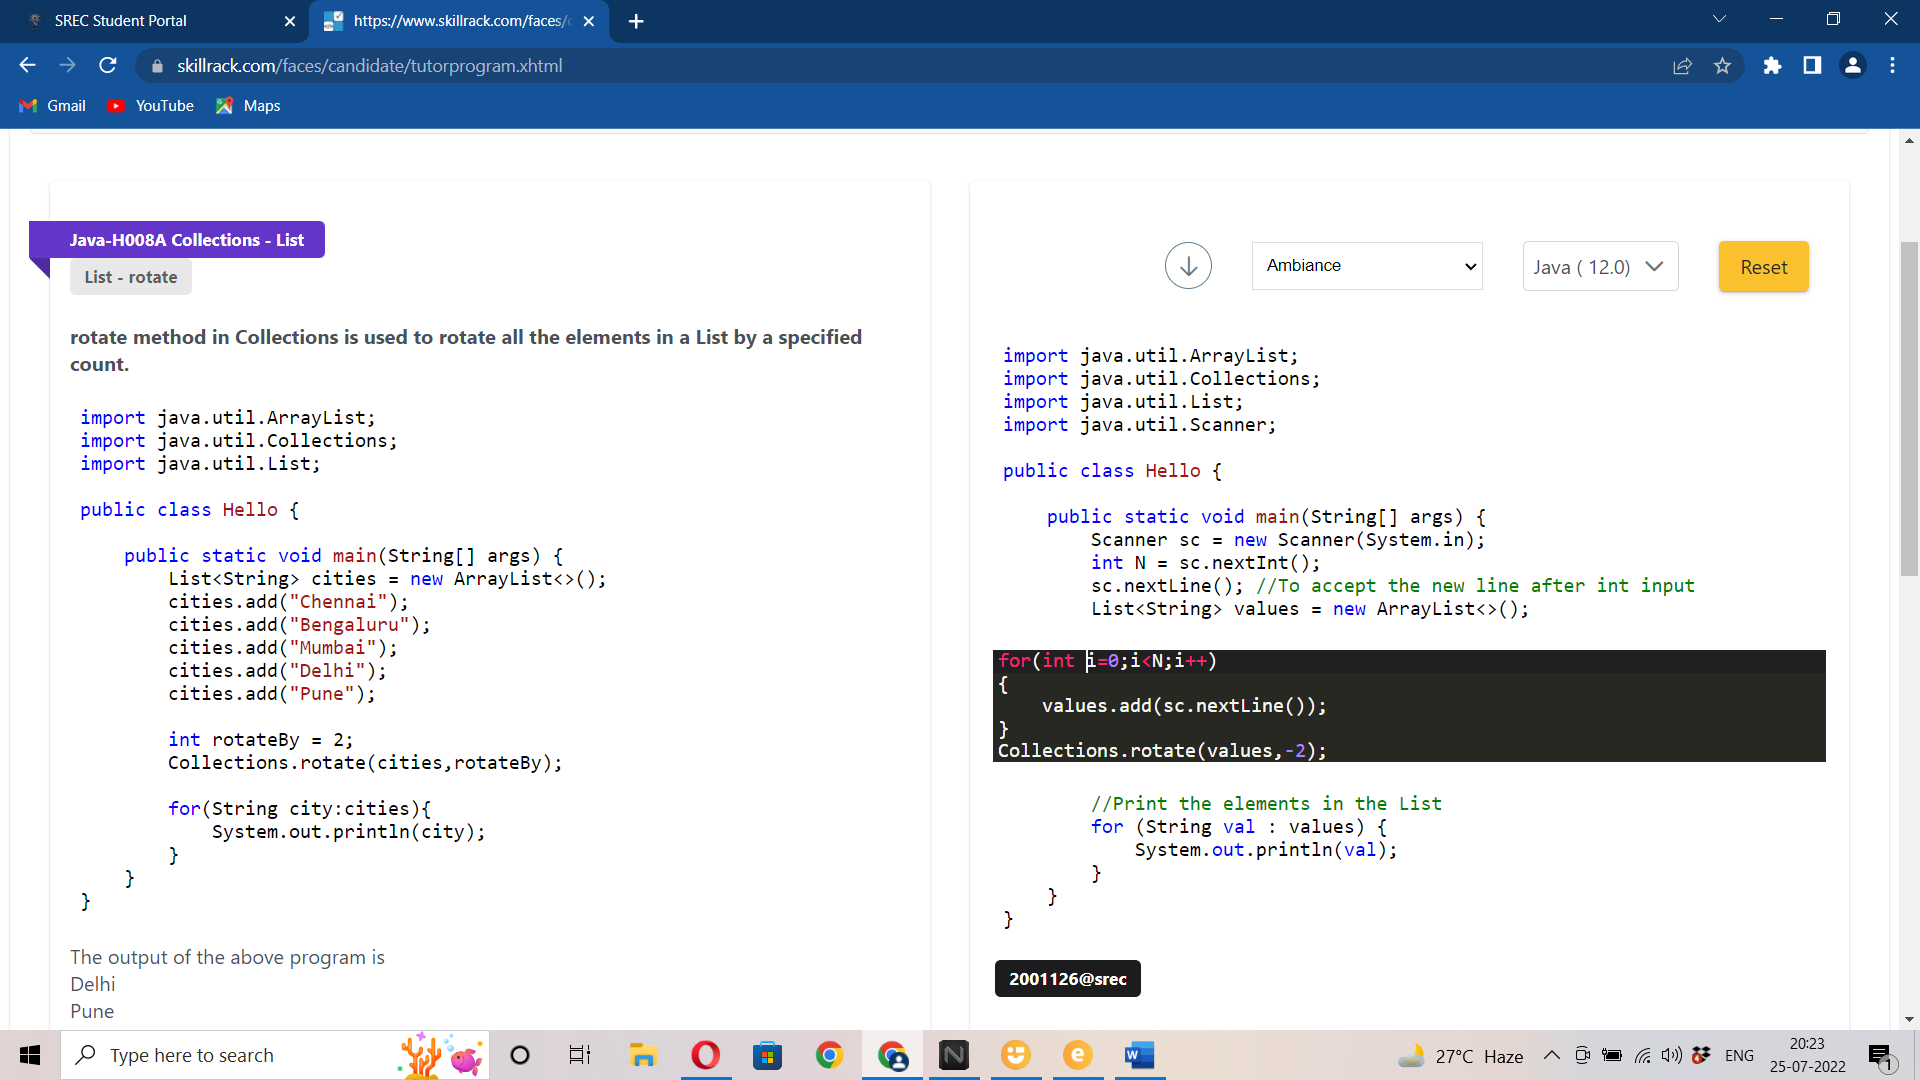 SREC Student Portal
https://www.skillrack.com/faces/
skillrack.com/faces/candidate/tutorprogram.xhtml
Gmail
YouTube
Maps
Java-H008A Collections - List
List - rotate
rotate method in Collections is used to rotate all the elements in a List by a specified
count.
import java.util.ArrayList;
import java.util.Collections;
import java.util.List;
public class Hello {
public static void main(String[] args) {
List<String> cities = new ArrayList<>();
cities.add("Chennai");
cities.add("Bengaluru");
cities.add("Mumbai");
cities.add("Delhi");
cities.add("Pune");
int rotateBy = 2;
Collections.rotate(cities,rotateBy);
for(String city:cities){
System.out.println(city);
}
}
}
The output of the above program is
Delhi
Pune
Ambiance
Java ( 12.0)
Reset
import java.util.ArrayList;
import java.util.Collections;
import java.util.List;
import java.util.Scanner;
public class Hello {
public static void main(String[] args) {
Scanner sc = new Scanner(System.in);
int N = sc.nextInt();
sc.nextLine(); //To accept the new line after int input
List<String> values = new ArrayList<>();
for(int i=0;i<N;i++)
{
values.add(sc.nextLine());
}
Collections.rotate(values,-2);
//Print the elements in the List
for (String val : values) {
System.out.println(val);
}
}
}
2001126@srec
Type here to search
27°C Haze
ENG
20:23
25-07-2022
1